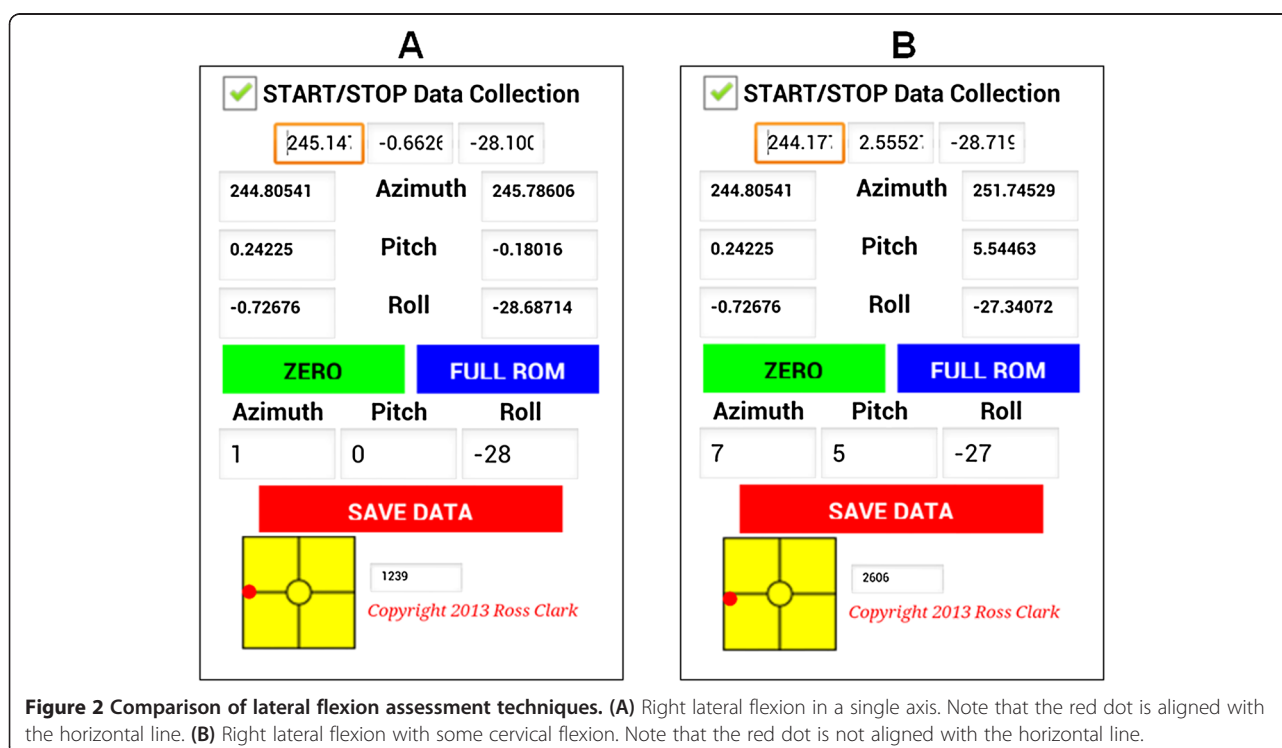 A
START/STOP Data Collection
245.147 -0.6626 -28.100
244.80541 Azimuth 245.78606
0.24225 Pitch -0.18016
-0.72676 Roll -28.68714
ZERO FULL ROM
Azimuth Pitch Roll
1 0 -28
SAVE DATA
1239
Copyright 2013 Ross Clark
B
START/STOP Data Collection
244.177 2.5552 -28.719
244.80541 Azimuth 251.74529
0.24225 Pitch 5.54463
-0.72676 Roll -27.34072
ZERO FULL ROM
Azimuth Pitch Roll
7 5 -27
SAVE DATA
2606
Copyright 2013 Ross Clark
Figure 2 Comparison of lateral flexion assessment techniques. (A) Right lateral flexion in a single axis. Note that the red dot is aligned with
the horizontal line. (B) Right lateral flexion with some cervical flexion. Note that the red dot is not aligned with the horizontal line.